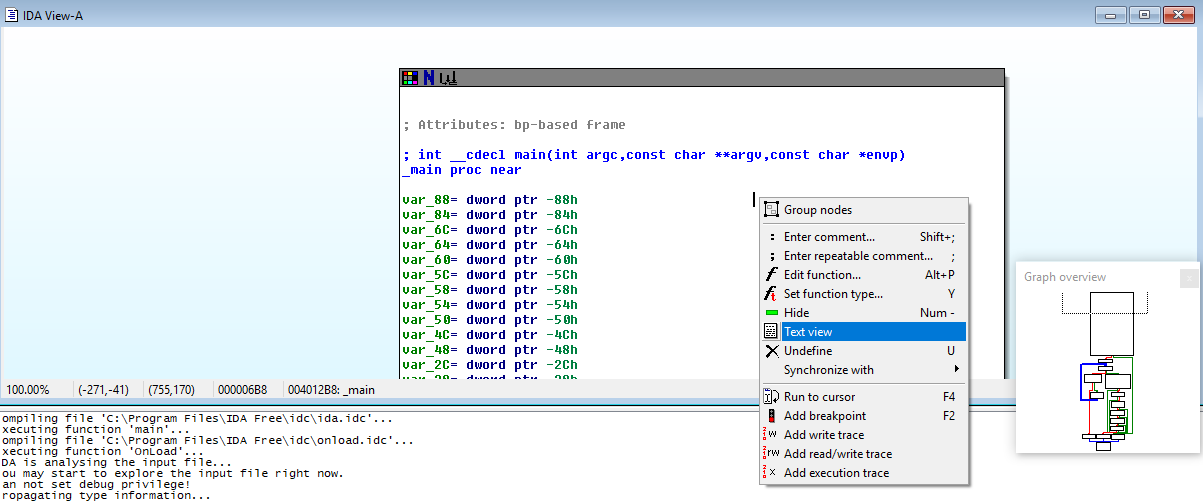 IDA View-A
; Attributes: bp-based frame
; int __cdecl main(int argc,const char **argv,const char *envp)
_main proc near
var_88= dword ptr -88h
var_84= dword ptr -84h
var_6C= dword ptr -6Ch
var_64= dword ptr -64h
var_60= dword ptr -60h
var_5C= dword ptr -5Ch
var_58= dword ptr -58h
var_54= dword ptr -54h
var_50= dword ptr -50h
var_4C= dword ptr -4Ch
var_48= dword ptr -48h
var_2C= dword ptr -2Ch
Group nodes
: Enter comment... Shift+;
; Enter repeatable comment... ;
Edit function... Alt+P
Set function type... Y
Hide Num -
Text view
Undefine U
Synchronize with
Run to cursor F4
Add breakpoint F2
Add write trace
Add read/write trace
Add execution trace
Graph overview
100.00% (-271,-41) (755,170) 000006B8 004012B8: _main
ompiling file 'C:\Program Files\IDA Free\idc\ida.idc'...
xecuting function 'main'...
ompiling file 'C:\Program Files\IDA Free\idc\onload.idc'...
xecuting function 'OnLoad'...
DA is analysing the input file...
ou may start to explore the input file right now.
an not set debug privilege!
ropagating type information...